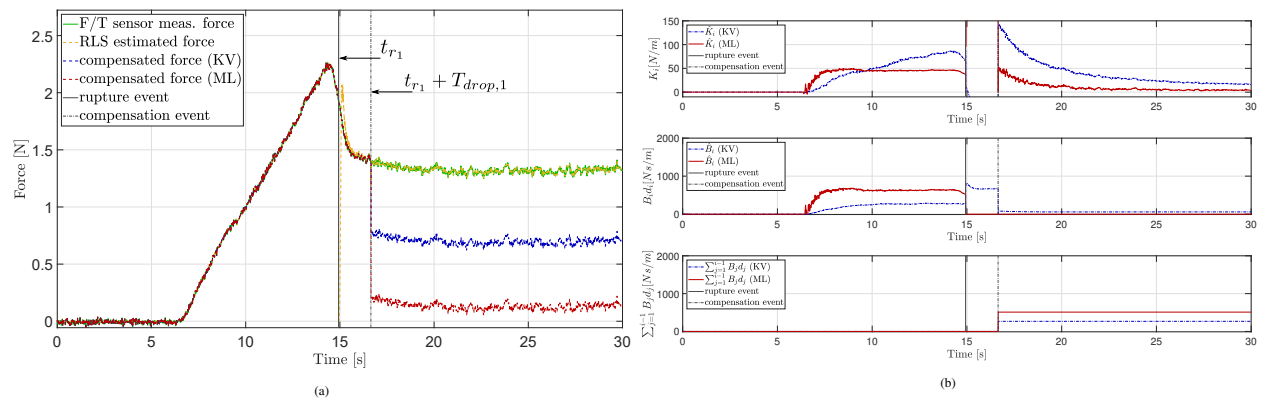 F/T sensor meas. force
RLS estimated force
compensated force (KV)
compensated force (ML)
rupture event
compensation event
t_{r_1}
t_{r_1} + T_{drop,1}
Force [N]
2.5
2
1.5
1
0.5
0
0 5 10 15 20 25 30
Time [s]
(a)
K̂_i (KV)
K̂_i (ML)
rupture event
compensation event
K_i[N/m]
150
100
50
0
0 5 10 15 20 25 30
Time [s]
B̂_i (KV)
B̂_i (ML)
rupture event
compensation event
B_i d_i[Ns/m]
2000
1000
0
0 5 10 15 20 25 30
Time [s]
∑_{j=1}^{i-1} B_j d_j (KV)
∑_{j=1}^{i-1} B_j d_j (ML)
rupture event
compensation event
∑_{j=1}^{i-1} B_j d_j[Ns/m]
2000
1000
0
0 5 10 15 20 25 30
Time [s]
(b)